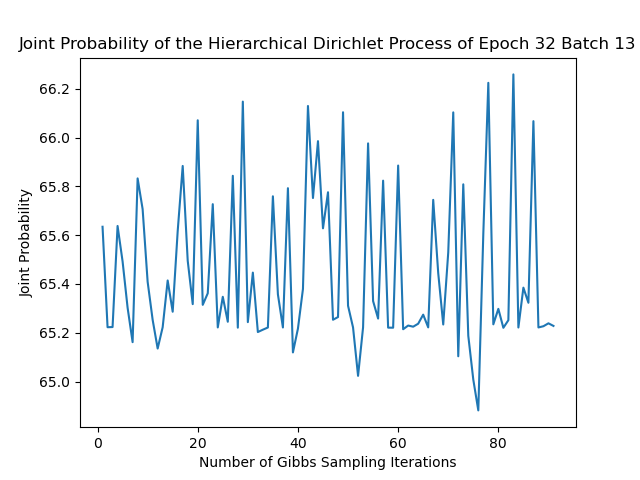 Joint Probability of the Hierarchical Dirichlet Process of Epoch 32 Batch 13
66.2
66.0
65.8
65.6
65.4
65.2
65.0
Joint Probability
0 20 40 60 80
Number of Gibbs Sampling Iterations